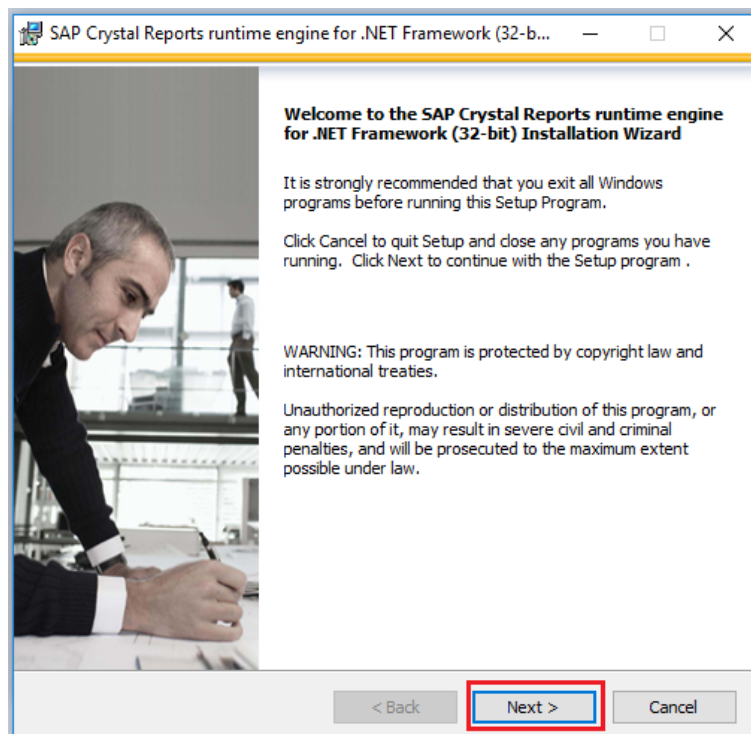 SAP Crystal Reports runtime engine for .NET Framework (32-b...
Welcome to the SAP Crystal Reports runtime engine
for .NET Framework (32-bit) Installation Wizard
It is strongly recommended that you exit all Windows
programs before running this Setup Program.
Click Cancel to quit Setup and close any programs you have
running.  Click Next to continue with the Setup program .
WARNING: This program is protected by copyright law and
international treaties.
Unauthorized reproduction or distribution of this program, or
any portion of it, may result in severe civil and criminal
penalties, and will be prosecuted to the maximum extent
possible under law.
< Back Next > Cancel